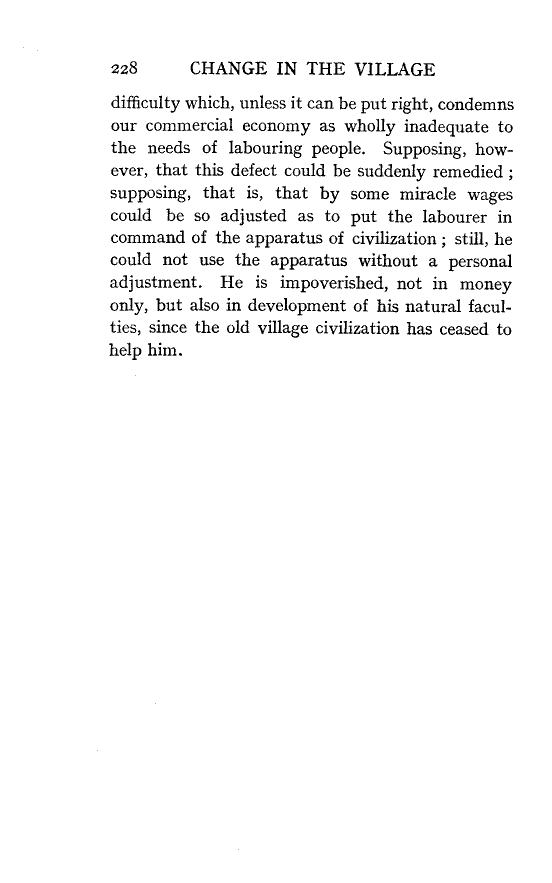 228 CHANGE IN THE VILLAGE
difficulty which, unless it can be put right, condemns
our commercial economy as wholly inadequate to
the needs of labouring people. Supposing, how-
ever, that this defect could be suddenly remedied ;
supposing, that is, that by some miracle wages
could be so adjusted as to put the labourer in
command of the apparatus of civilization ; still, he
could not use the apparatus without a personal
adjustment. He is impoverished, not in money
only, but also in development of his natural facul-
ties, since the old village civilization has ceased to
help him.